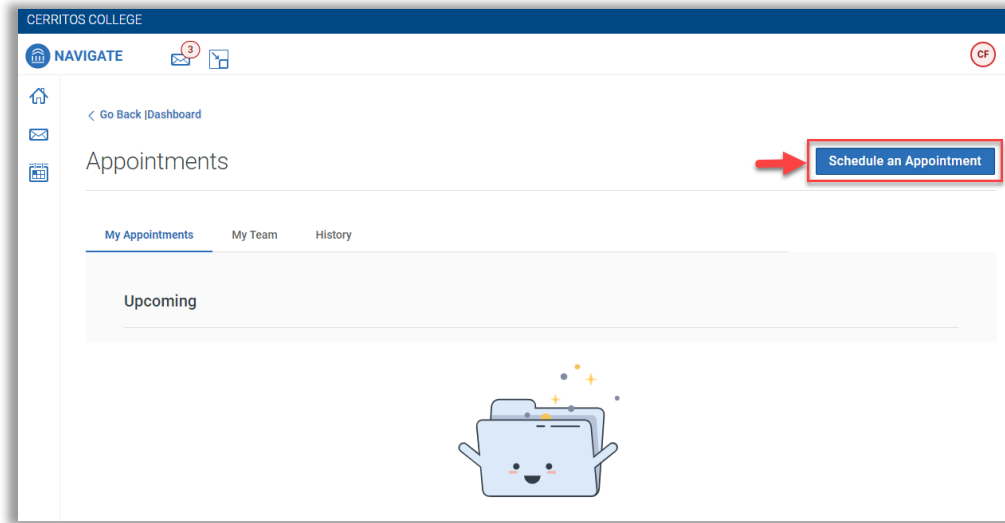 CERRITOS COLLEGE
NAVIGATE
3
CF
< Go Back |Dashboard
Appointments
Schedule an Appointment
My Appointments My Team History
Upcoming